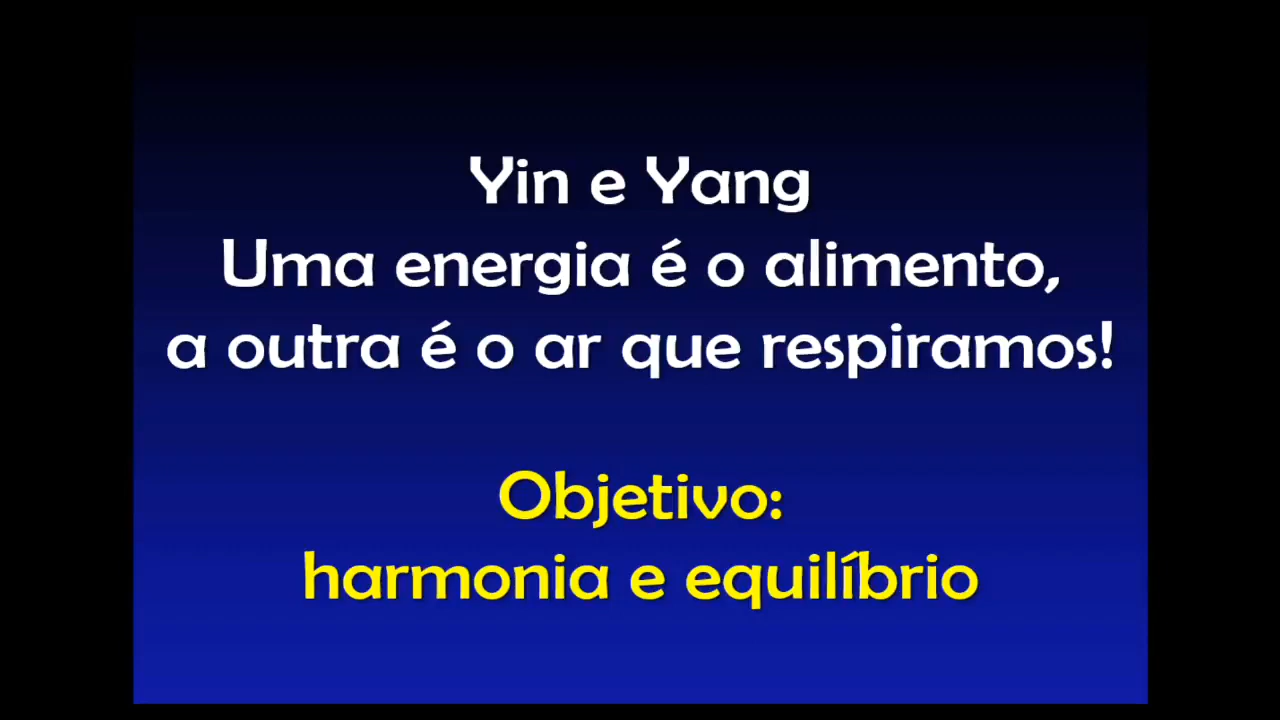 Yin e Yang
Uma energia é o alimento,
a outra é o ar que respiramos!
Objetivo:
harmonia e equilíbrio